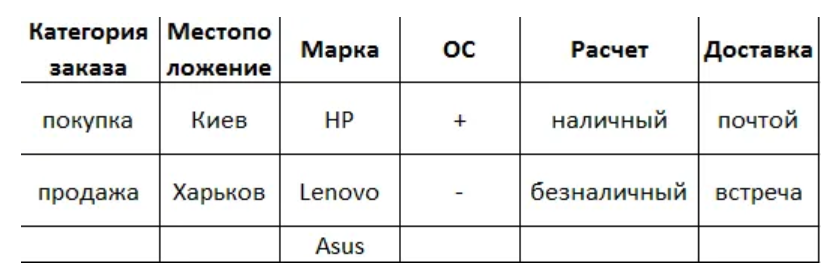 Категория заказа Местопо ложение Марка ОС Расчет Доставка
покупка Киев HP + наличный почтой
продажа Харьков Lenovo - безналичный встреча
Asus